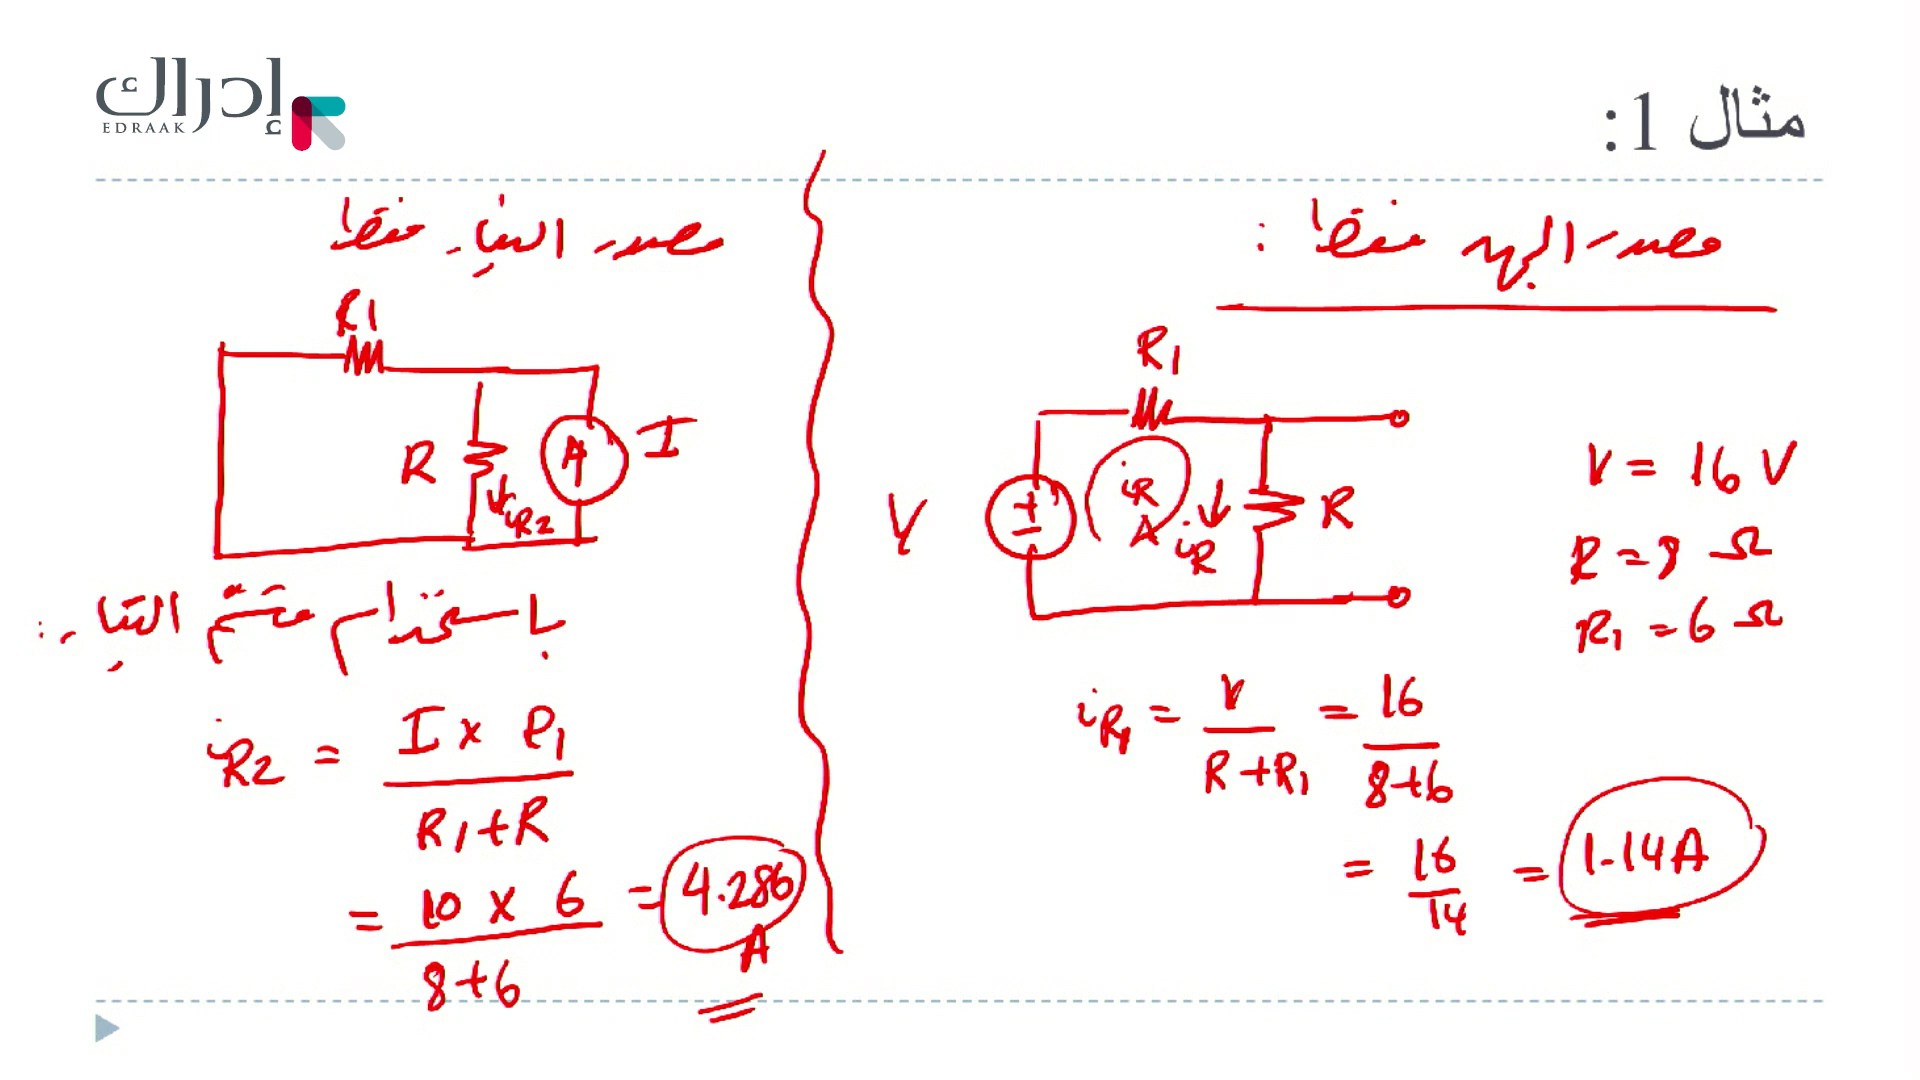 إدراك
EDRAAK
مثال 1:
مصدر الجهد فقط :
R1
V
+
-
iR
A
iR
R
V = 16 V
R = 8 Ω
R1 = 6 Ω
iR1 = V / R + R1 = 16 / 8+6
= 16 / 14 = 1.14A
مصدر التيار فقط
R1
R
iR2
A
I
باستخدام مقسم التيار :
iR2 = I x R1 / R1 + R
= 10 x 6 / 8+6 = 4.286 A